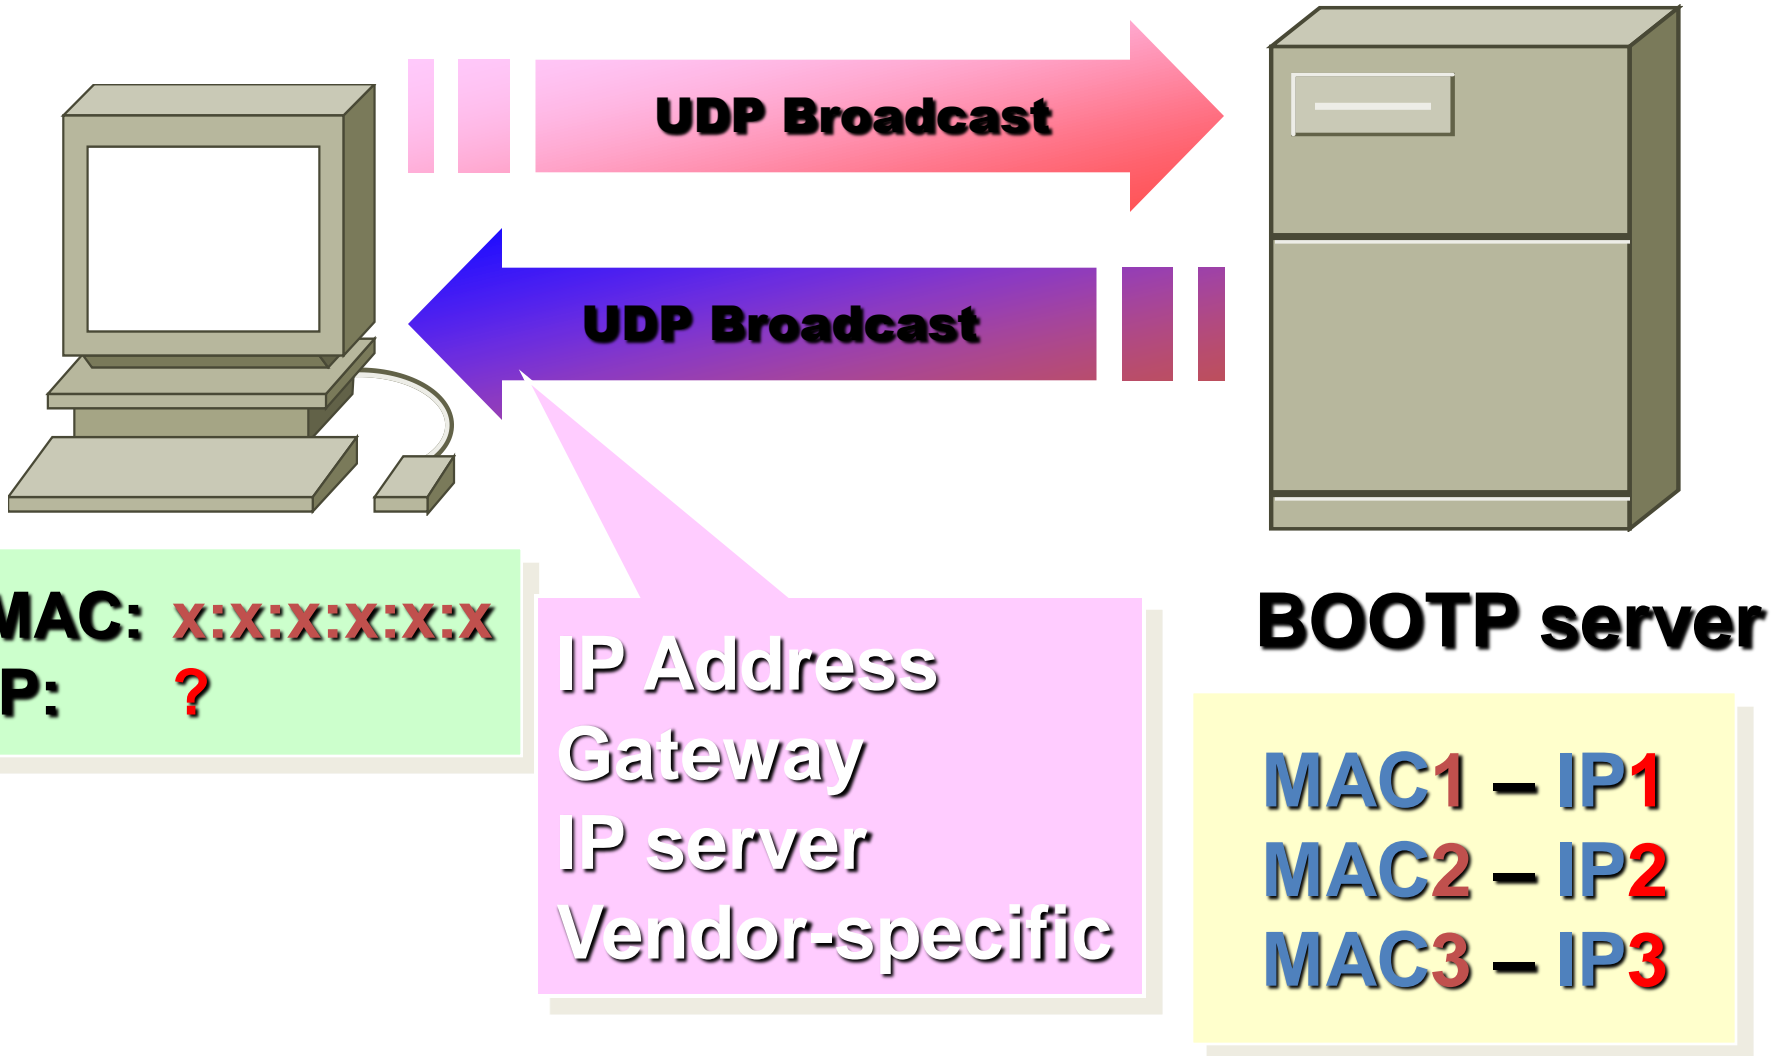 UDP Broadcast
UDP Broadcast
MAC: x:x:x:x:x:x
P: ?
IP Address
Gateway
IP server
Vendor-specific
BOOTP server
MAC1 – IP1
MAC2 – IP2
MAC3 – IP3